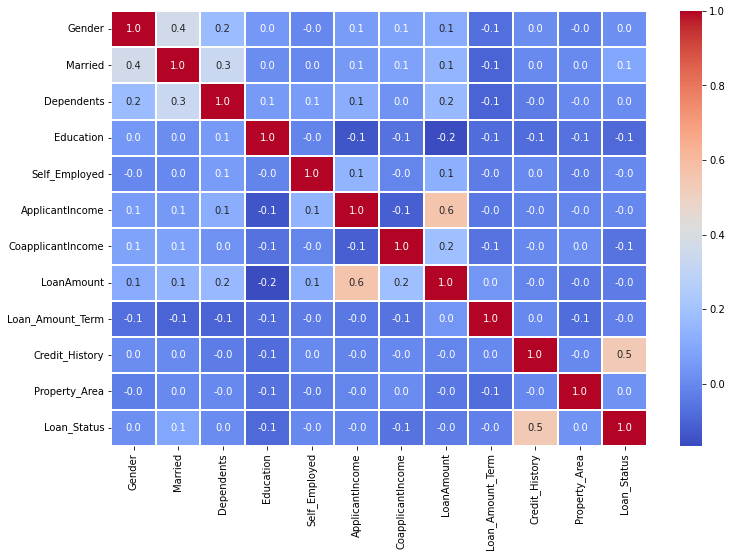 Gender 1.0 0.4 0.2 0.0 -0.0 0.1 0.1 0.1 -0.1 0.0 -0.0 0.0
Married 0.4 1.0 0.3 0.0 0.0 0.1 0.1 0.1 -0.1 0.0 0.0 0.1
Dependents 0.2 0.3 1.0 0.1 0.1 0.1 0.0 0.2 -0.1 -0.0 -0.0 0.0
Education 0.0 0.0 0.1 1.0 -0.0 -0.1 -0.1 -0.2 -0.1 -0.1 -0.1 -0.1
Self_Employed -0.0 0.0 0.1 -0.0 1.0 0.1 -0.0 0.1 -0.0 -0.0 -0.0 -0.0
ApplicantIncome 0.1 0.1 0.1 -0.1 0.1 1.0 -0.1 0.6 -0.0 -0.0 -0.0 -0.0
CoapplicantIncome 0.1 0.1 0.0 -0.1 -0.0 -0.1 1.0 0.2 -0.1 -0.0 0.0 -0.1
LoanAmount 0.1 0.1 0.2 -0.2 0.1 0.6 0.2 1.0 0.0 -0.0 -0.0 -0.0
Loan_Amount_Term -0.1 -0.1 -0.1 -0.1 -0.0 -0.0 -0.1 0.0 1.0 0.0 -0.1 -0.0
Credit_History 0.0 0.0 -0.0 -0.1 -0.0 -0.0 -0.0 -0.0 0.0 1.0 -0.0 0.5
Property_Area -0.0 0.0 -0.0 -0.1 -0.0 -0.0 0.0 -0.0 -0.1 -0.0 1.0 0.0
Loan_Status 0.0 0.1 0.0 -0.1 -0.0 -0.0 -0.1 -0.0 -0.0 0.5 0.0 1.0
Gender
Married
Dependents
Education
Self_Employed
ApplicantIncome
CoapplicantIncome
LoanAmount
Loan_Amount_Term
Credit_History
Property_Area
Loan_Status
1.0
0.8
0.6
0.4
0.2
0.0